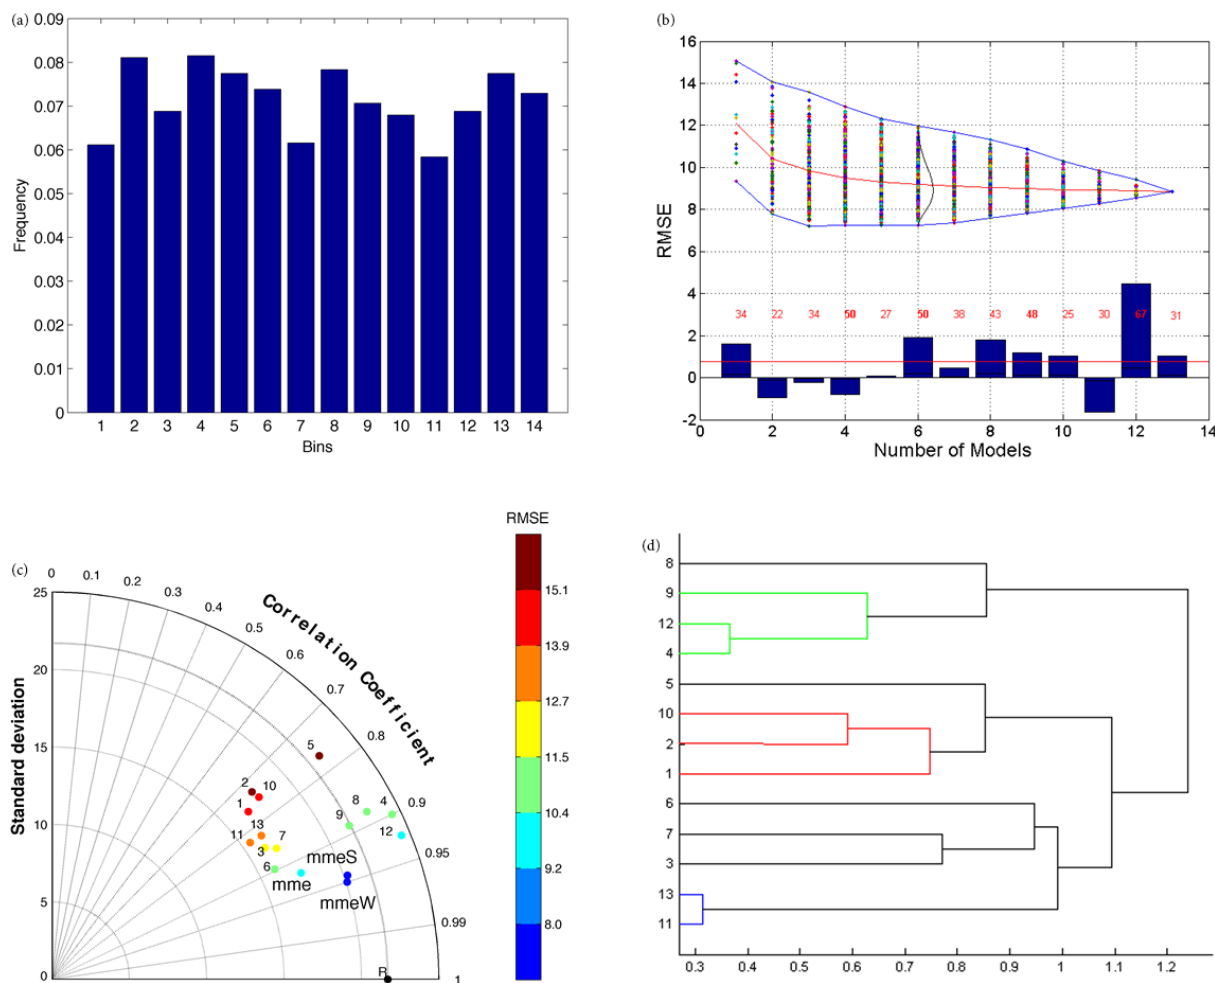 (a)
0.09
0.08
0.07
0.06
0.05
0.04
0.03
0.02
0.01
0
Frequency
1 2 3 4 5 6 7 8 9 10 11 12 13 14
Bins
(b)
16
14
12
10
8
6
4
2
0
-2
RMSE
34 22 34 50 27 50 38 43 48 25 30 67 31
0 2 4 6 8 10 12 14
Number of Models
(c)
RMSE
15.1
13.9
12.7
11.5
10.4
9.2
8.0
Standard deviation
25
20
15
10
5
0
Correlation Coefficient
0 0.1 0.2 0.3 0.4 0.5 0.6 0.7 0.8 0.9 0.95 0.99 1
5
2 10
1
8 4
9 12
13
11 7
3
6
mmeS
mme
mmeW
R
(d)
8
9
12
4
5
10
2
1
6
7
3
13
11
0.3 0.4 0.5 0.6 0.7 0.8 0.9 1 1.1 1.2